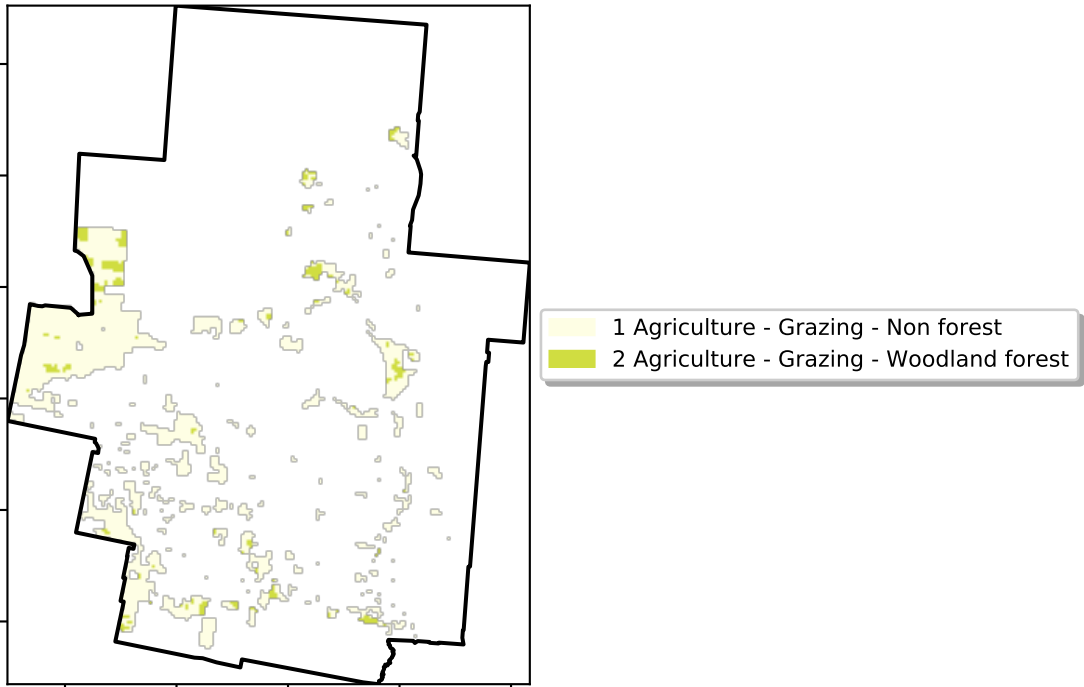 1 Agriculture - Grazing - Non forest
2 Agriculture - Grazing - Woodland forest